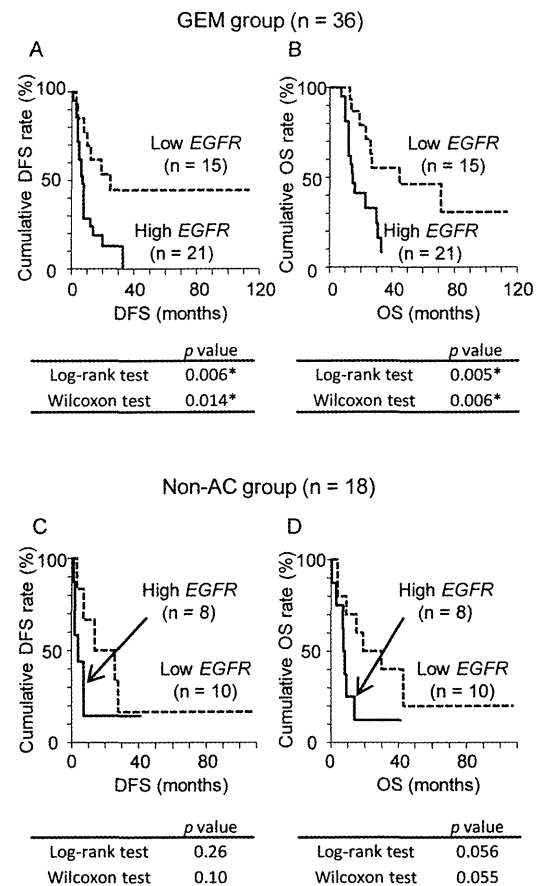 GEM group (n = 36)
A
Cumulative DFS rate (%)
100
50
0
Low EGFR
(n = 15)
High EGFR
(n = 21)
0 40 80 120
DFS (months)
p value
Log-rank test 0.006*
Wilcoxon test 0.014*
B
Cumulative OS rate (%)
100
50
0
Low EGFR
(n = 15)
High EGFR
(n = 21)
0 40 80 120
OS (months)
p value
Log-rank test 0.005*
Wilcoxon test 0.006*
Non-AC group (n = 18)
C
Cumulative DFS rate (%)
100
50
0
High EGFR
(n = 8)
Low EGFR
(n = 10)
0 40 80
DFS (months)
p value
Log-rank test 0.26
Wilcoxon test 0.10
D
Cumulative OS rate (%)
100
50
0
High EGFR
(n = 8)
Low EGFR
(n = 10)
0 40 80
OS (months)
p value
Log-rank test 0.056
Wilcoxon test 0.055